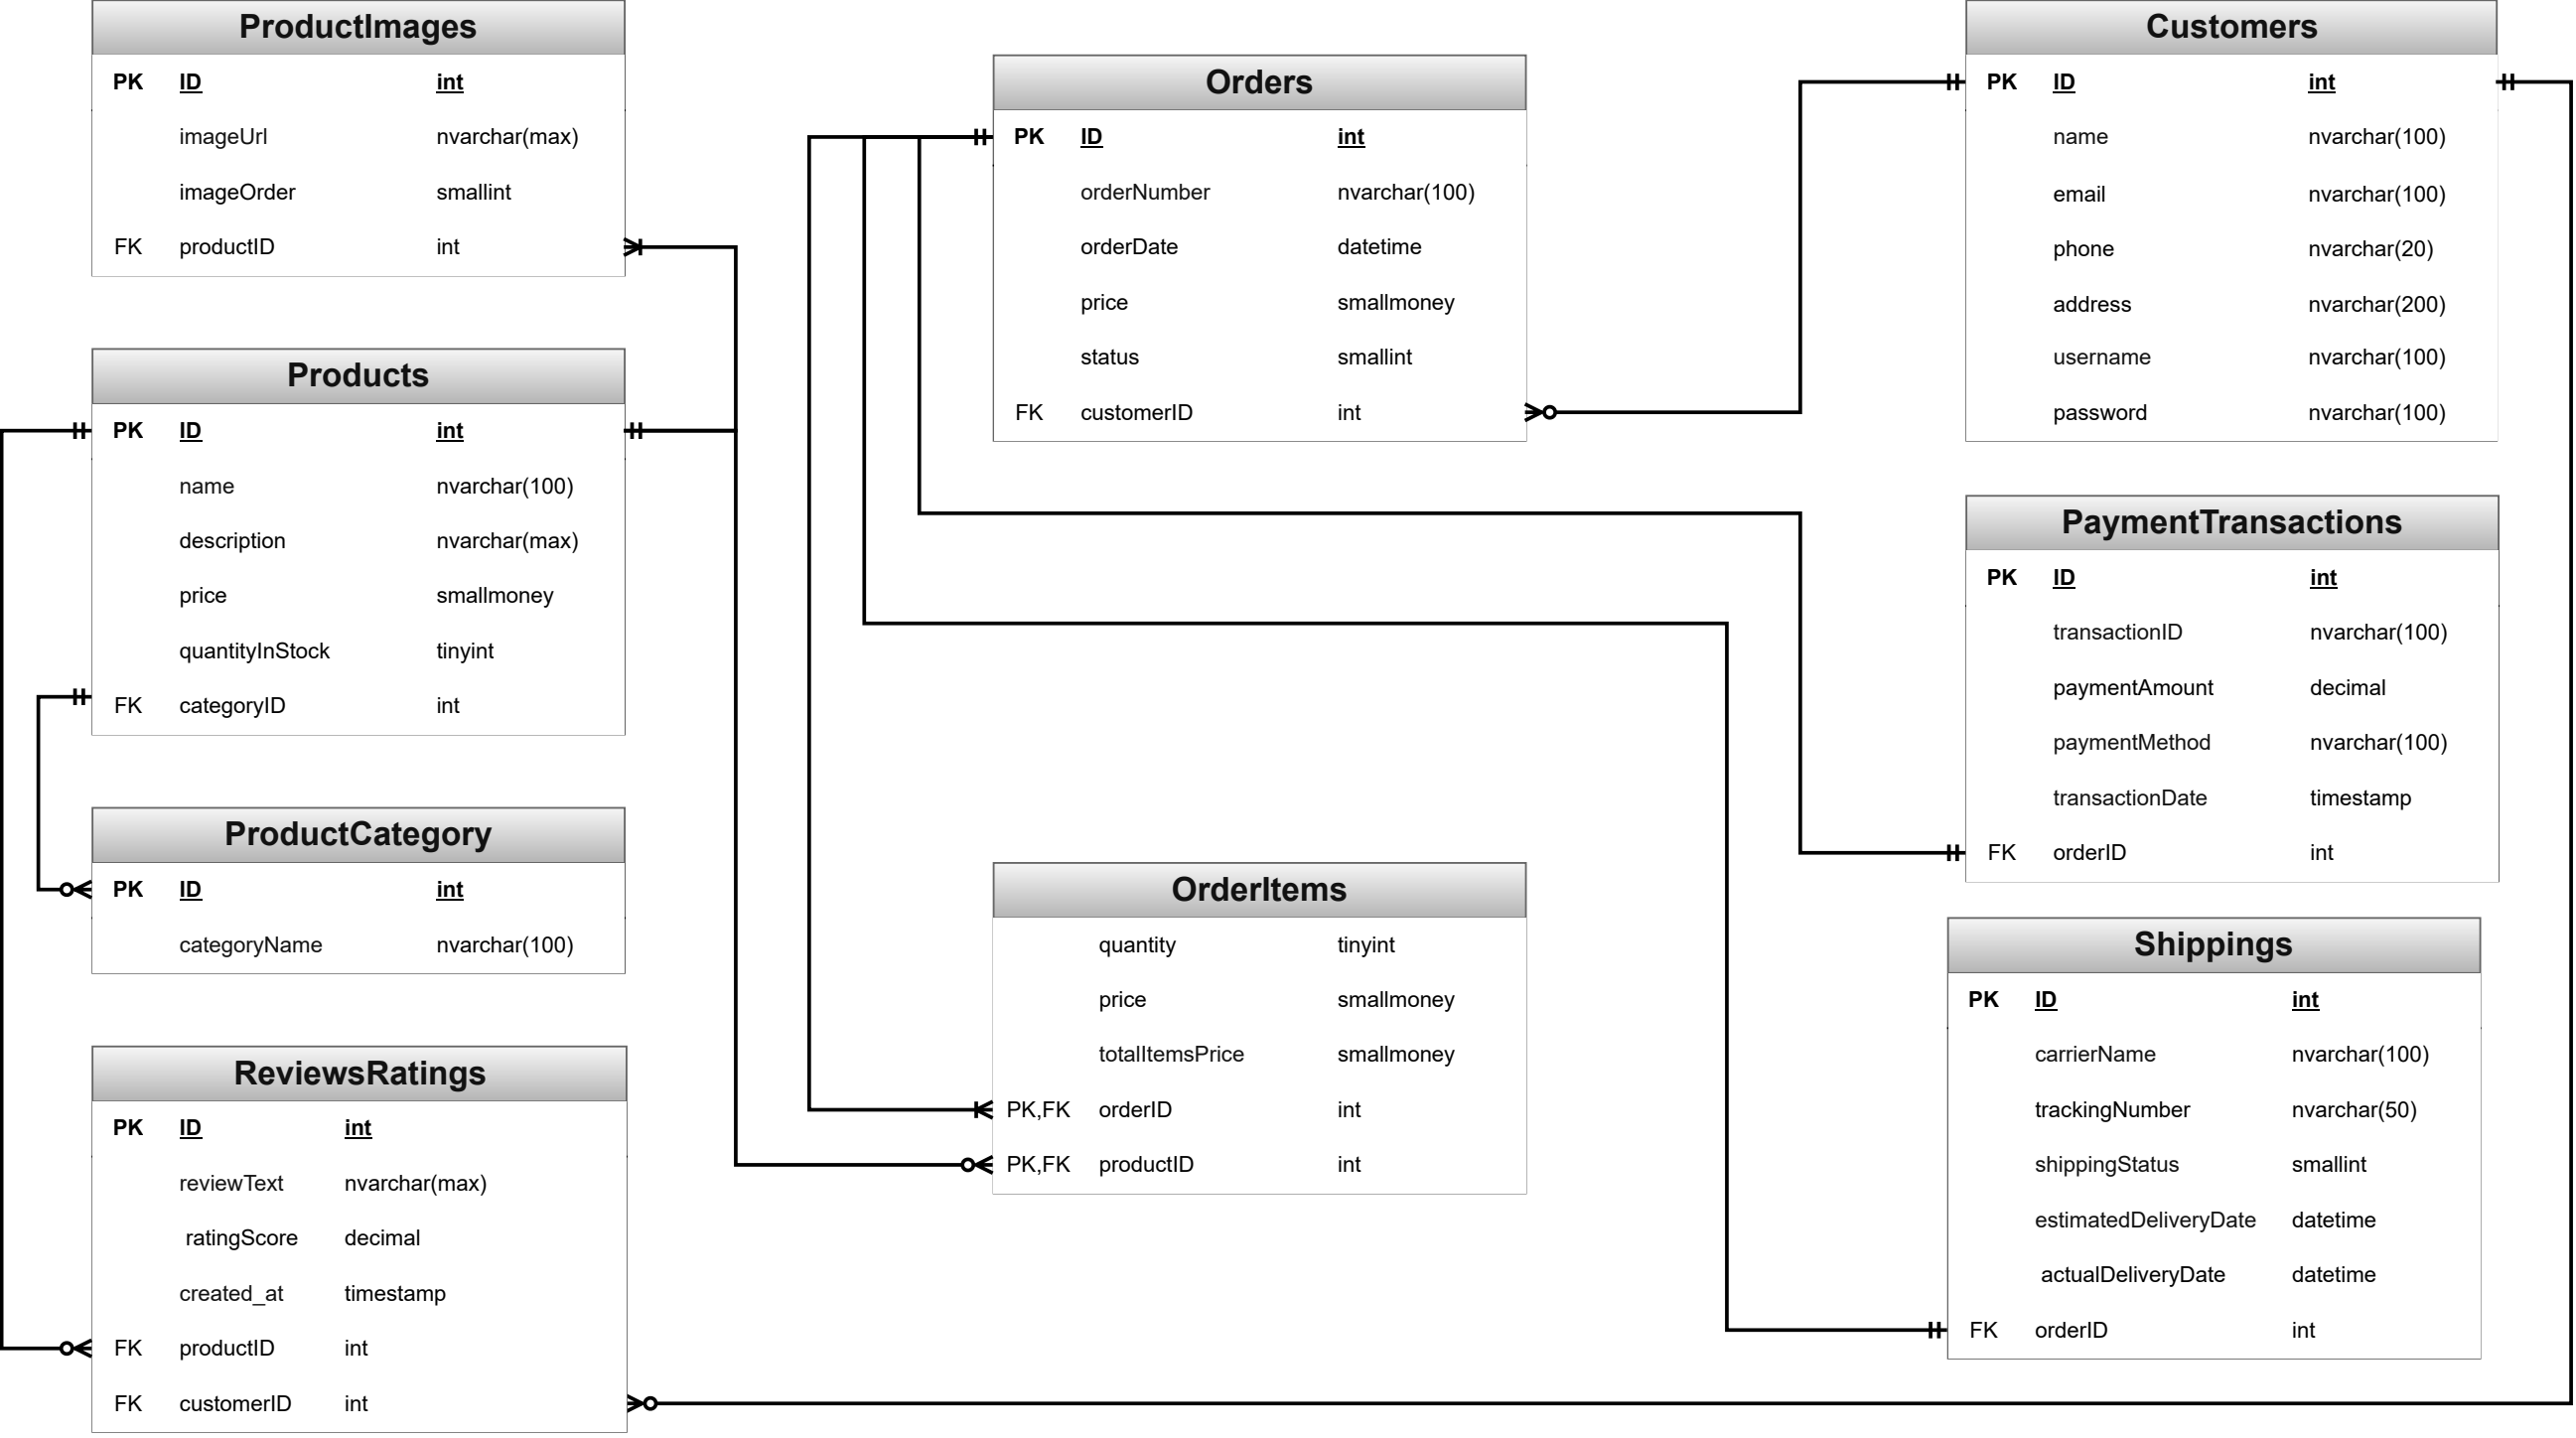 ProductImages
PK ID int
imageUrl nvarchar(max)
imageOrder smallint
FK productID int
Products
PK ID int
name nvarchar(100)
description nvarchar(max)
price smallmoney
quantityInStock tinyint
FK categoryID int
ProductCategory
PK ID int
categoryName nvarchar(100)
ReviewsRatings
PK ID int
reviewText nvarchar(max)
ratingScore decimal
created_at timestamp
FK productID int
FK customerID int
Orders
PK ID int
orderNumber nvarchar(100)
orderDate datetime
price smallmoney
status smallint
FK customerID int
OrderItems
quantity tinyint
price smallmoney
totalItemsPrice smallmoney
PK,FK orderID int
PK,FK productID int
Customers
PK ID int
name nvarchar(100)
email nvarchar(100)
phone nvarchar(20)
address nvarchar(200)
username nvarchar(100)
password nvarchar(100)
PaymentTransactions
PK ID int
transactionID nvarchar(100)
paymentAmount decimal
paymentMethod nvarchar(100)
transactionDate timestamp
FK orderID int
Shippings
PK ID int
carrierName nvarchar(100)
trackingNumber nvarchar(50)
shippingStatus smallint
estimatedDeliveryDate datetime
actualDeliveryDate datetime
FK orderID int